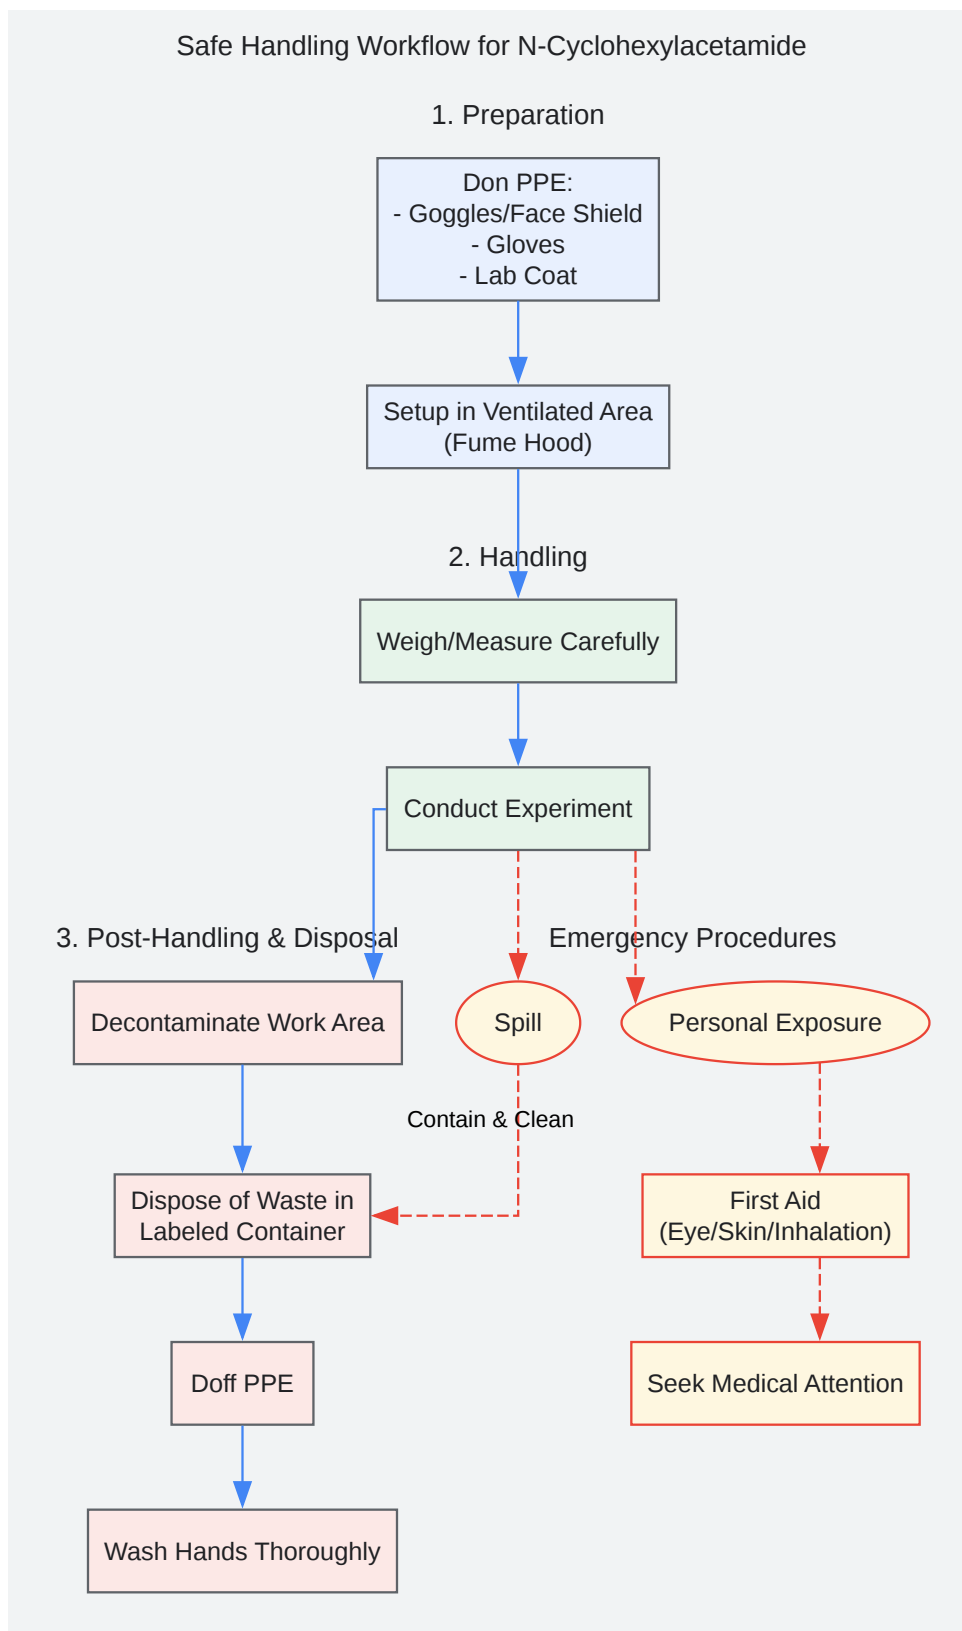 Safe Handling Workflow for N-Cyclohexylacetamide
1. Preparation
Don PPE:
- Goggles/Face Shield
- Gloves
- Lab Coat
Setup in Ventilated Area
(Fume Hood)
2. Handling
Weigh/Measure Carefully
Conduct Experiment
3. Post-Handling & Disposal
Emergency Procedures
Decontaminate Work Area
Spill
Personal Exposure
Contain & Clean
Dispose of Waste in
Labeled Container
First Aid
(Eye/Skin/Inhalation)
Doff PPE
Seek Medical Attention
Wash Hands Thoroughly